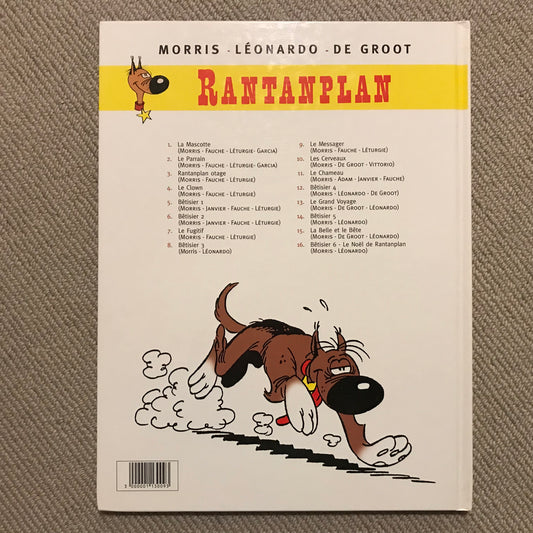 MORRIS - LÉONARDO - DE GROOT
RANTANPLAN
1. La Mascotte
(MORRIS - FAUCHE - LÉTURGIE - GARCIA)
2. Le Parrain
(MORRIS - FAUCHE - LÉTURGIE - GARCIA)
3. Rantanplan otage
(MORRIS - FAUCHE - LÉTURGIE)
4. Le Clown
(MORRIS - FAUCHE - LÉTURGIE)
5. Bêtisier 1
(MORRIS - JANVIER - FAUCHE - LÉTURGIE)
6. Bêtisier 2
(MORRIS - JANVIER - FAUCHE - LÉTURGIE)
7. Le Fugitif
(MORRIS - FAUCHE - LÉTURGIE)
8. Bêtisier 3
(Morris - LÉONARDO)
9. Le Messager
(MORRIS - FAUCHE - LÉTURGIE)
10. Les Cerveaux
(MORRIS - DE GROOT - VITTORIO)
11. Le Chameau
(MORRIS - ADAM - JANVIER - FAUCHE)
12. Bêtisier 4
(MORRIS - LÉONARDO - DE GROOT)
13. Le Grand Voyage
(MORRIS - DE GROOT - LÉONARDO)
14. Bêtisier 5
(MORRIS - LÉONARDO)
15. La Belle et le Bête
(MORRIS - DE GROOT - LÉONARDO)
16. Bêtisier 6 - Le Noël de Rantanplan
(MORRIS - LÉONARDO)
3 000001 130093